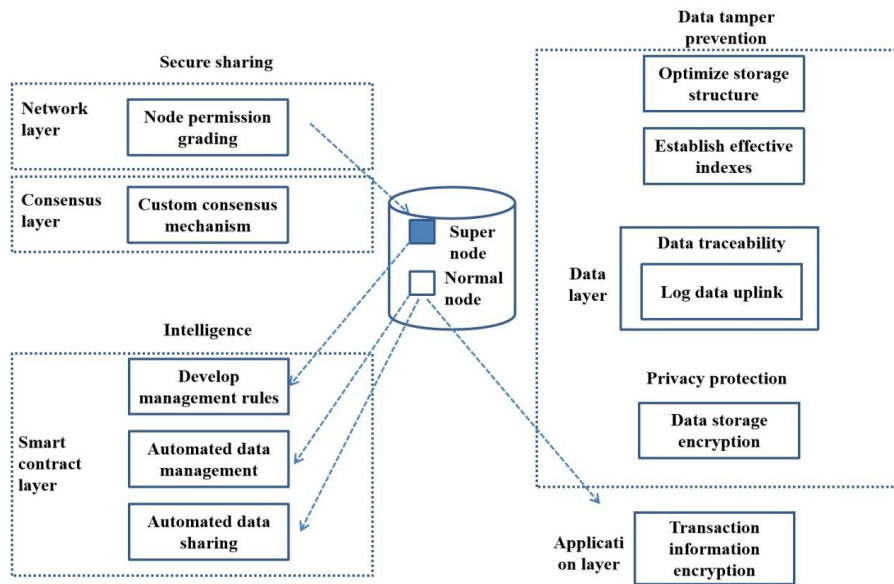 Secure sharing
Network
layer
Node permission
grading
Consensus
layer
Custom consensus
mechanism
Super
node
Normal
node
Intelligence
Smart
contract
layer
Develop
management rules
Automated data
management
Automated data
sharing
Data tamper
prevention
Optimize storage
structure
Establish effective
indexes
Data
layer
Data traceability
Log data uplink
Privacy protection
Data storage
encryption
Applicati
on layer
Transaction
information
encryption